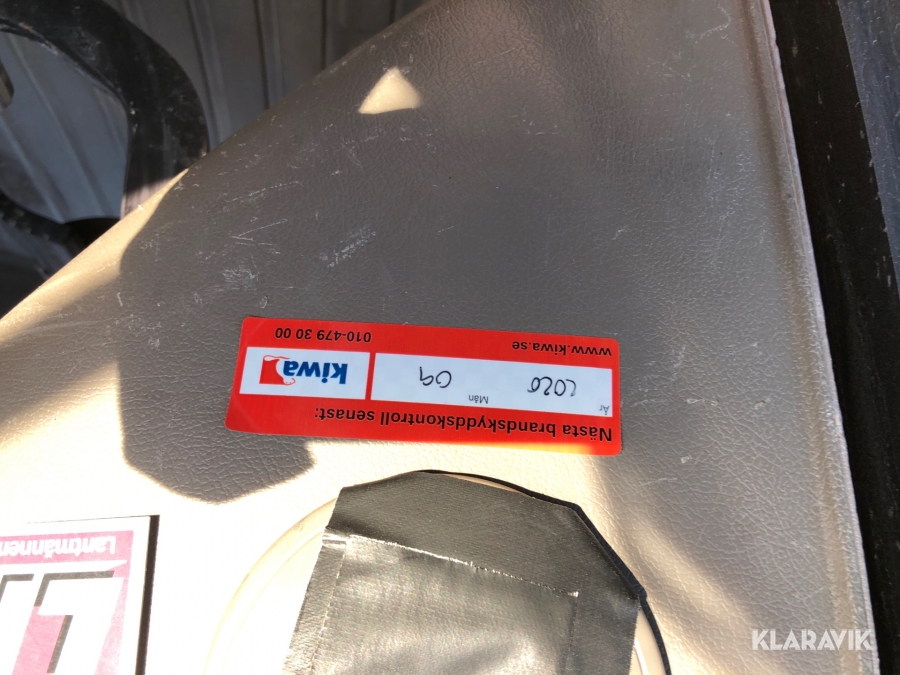 Nästa brandskyddskontroll senast:
År 2020 Mån 09
kiwa
www.kiwa.se 010-479 30 00
Lantmännen
KLARAVIK